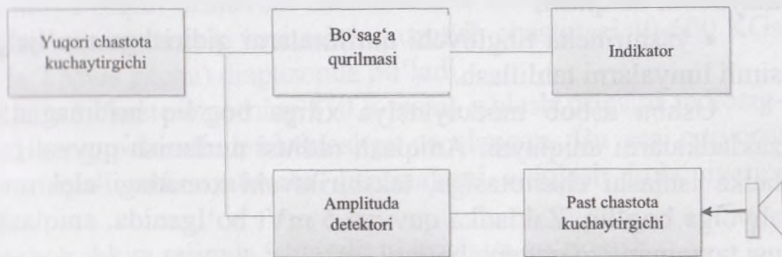 Yuqori chastota
kuchaytirgichi
Bo‘sag‘a
qurilmasi
Indikator
Amplituda
detektori
Past chastota
kuchaytirgichi